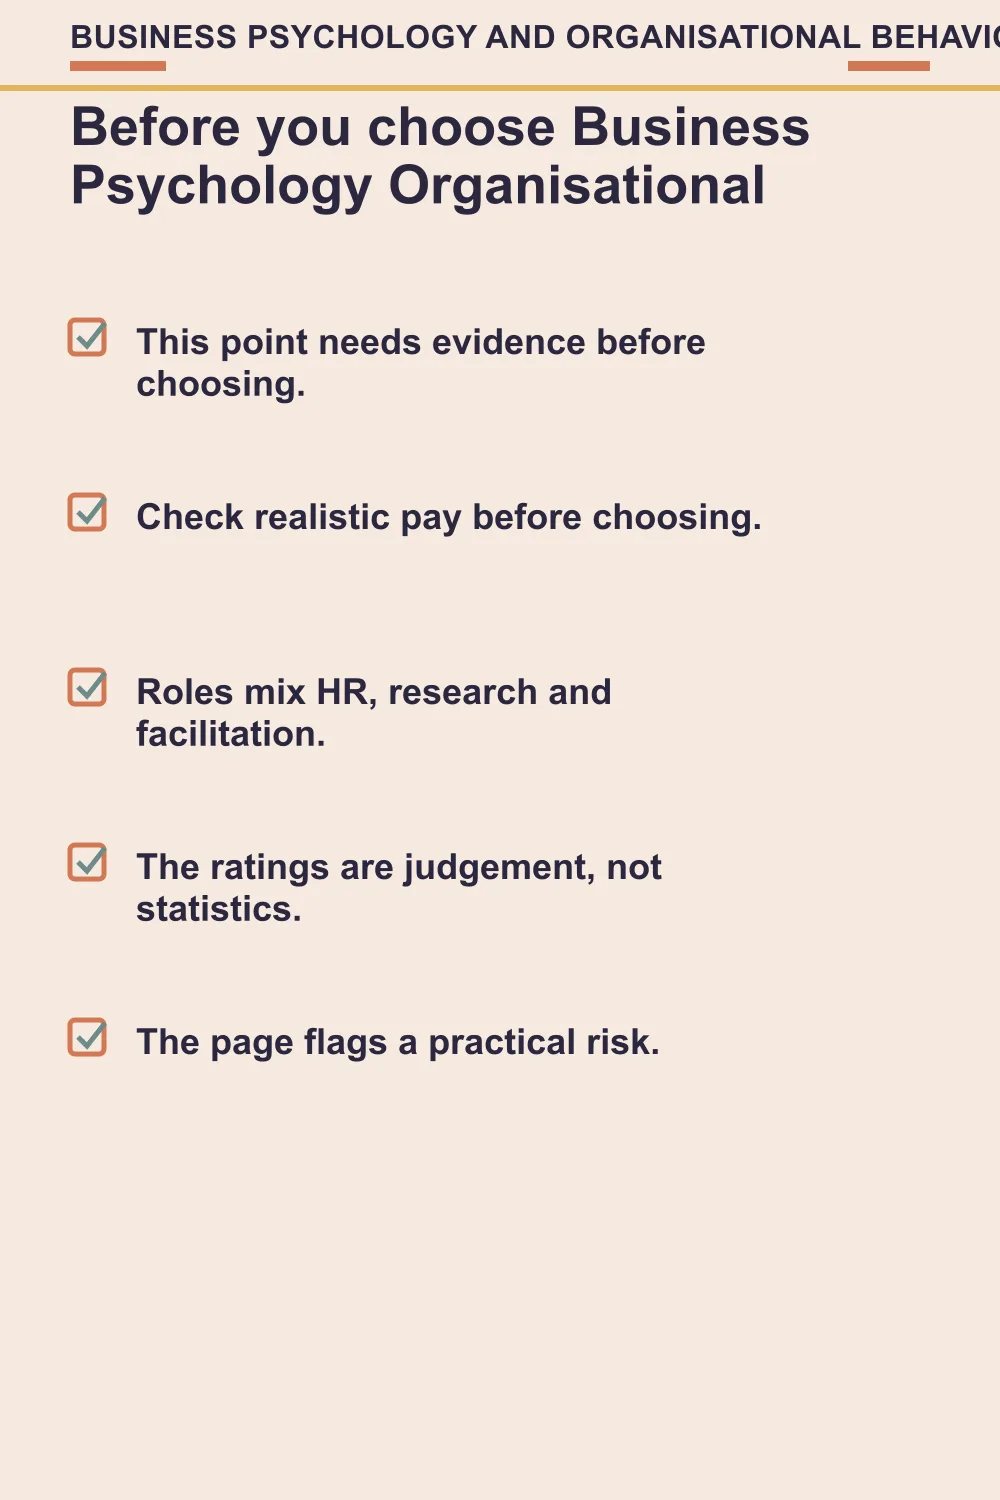 BUSINESS PSYCHOLOGY AND ORGANISATIONAL BEHAVIO
Before you choose Business
Psychology Organisational
This point needs evidence before
choosing.
Check realistic pay before choosing.
Roles mix HR, research and
facilitation.
The ratings are judgement, not
statistics.
The page flags a practical risk.